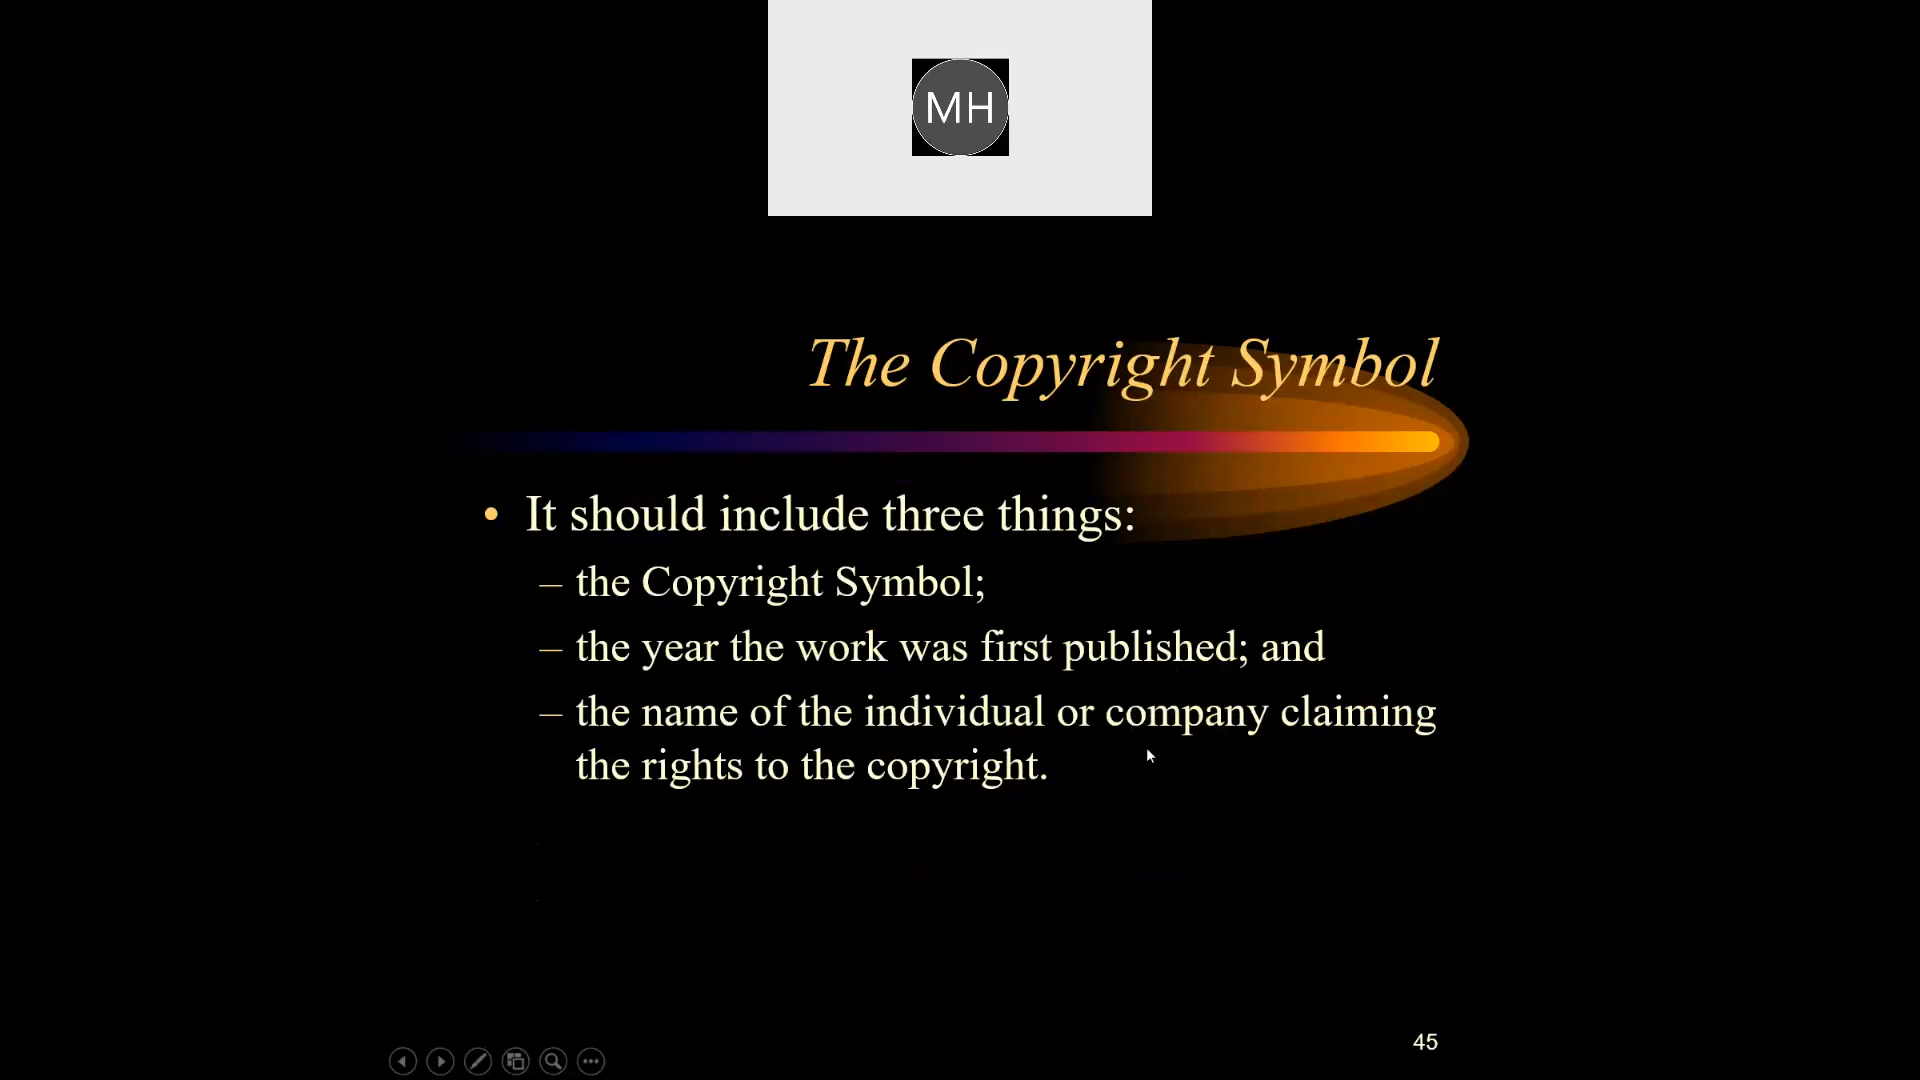 MH
The Copyright Symbol
• It should include three things:
– the Copyright Symbol;
– the year the work was first published; and
– the name of the individual or company claiming
the rights to the copyright.
45